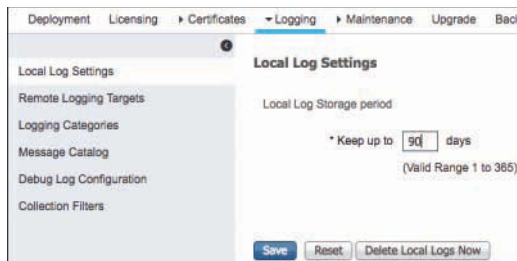 Deployment Licensing Certificates Logging Maintenance Upgrade Back
Local Log Settings
Remote Logging Targets
Logging Categories
Message Catalog
Debug Log Configuration
Collection Filters
Local Log Settings
Local Log Storage period
* Keep up to 90 days
(Valid Range 1 to 365)
Save Reset Delete Local Logs Now